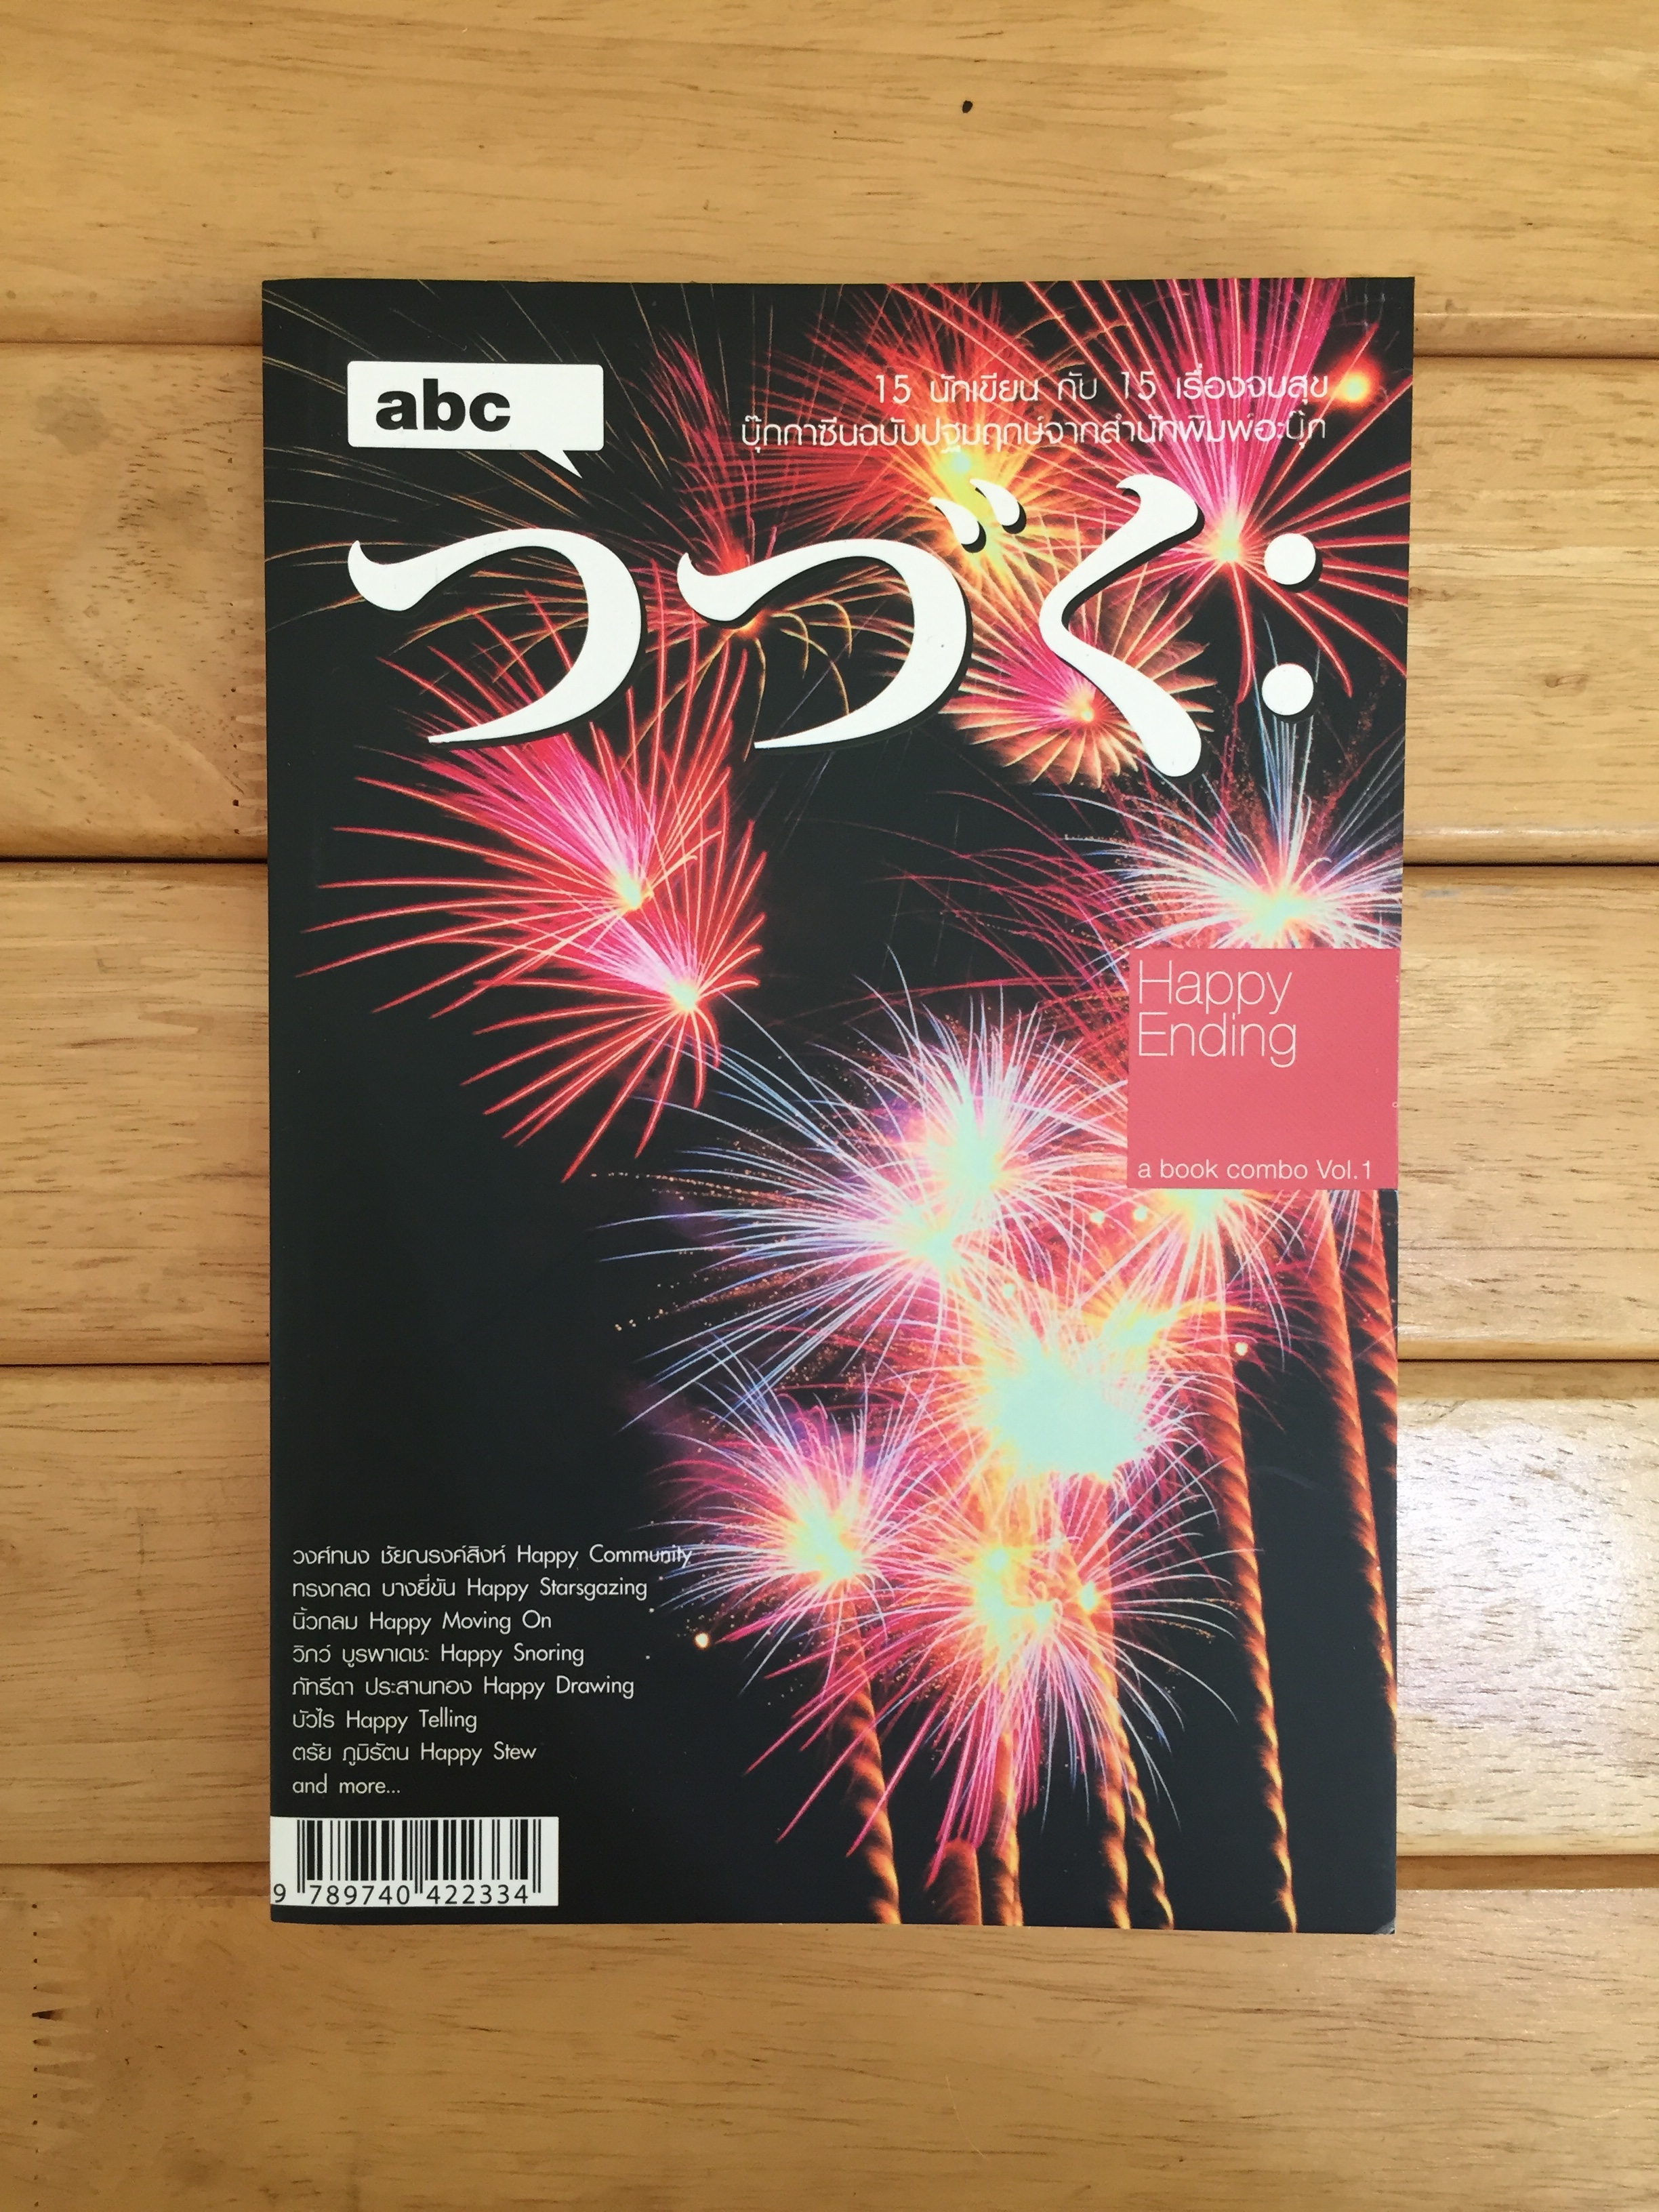 abc
15 นักเขียน กับ 15 เรื่องจบสุข
บุ๊กกาซีนฉบับปฐมฤกษ์จากสำนักพิมพ์อะบุ๊ก
つづく:
Happy
Ending
a book combo Vol.1
วงศ์ทนง ชัยณรงค์สิงห์ Happy Community
ทรงกลด บางยี่ขัน Happy Starsgazing
นิ้วกลม Happy Moving On
วิภว์ บูรพาเดชะ Happy Snoring
ภัทรีดา ประสานทอง Happy Drawing
บัวไร Happy Telling
ตรัย ภูมิรัตน Happy Stew
and more...
9 789740 422334